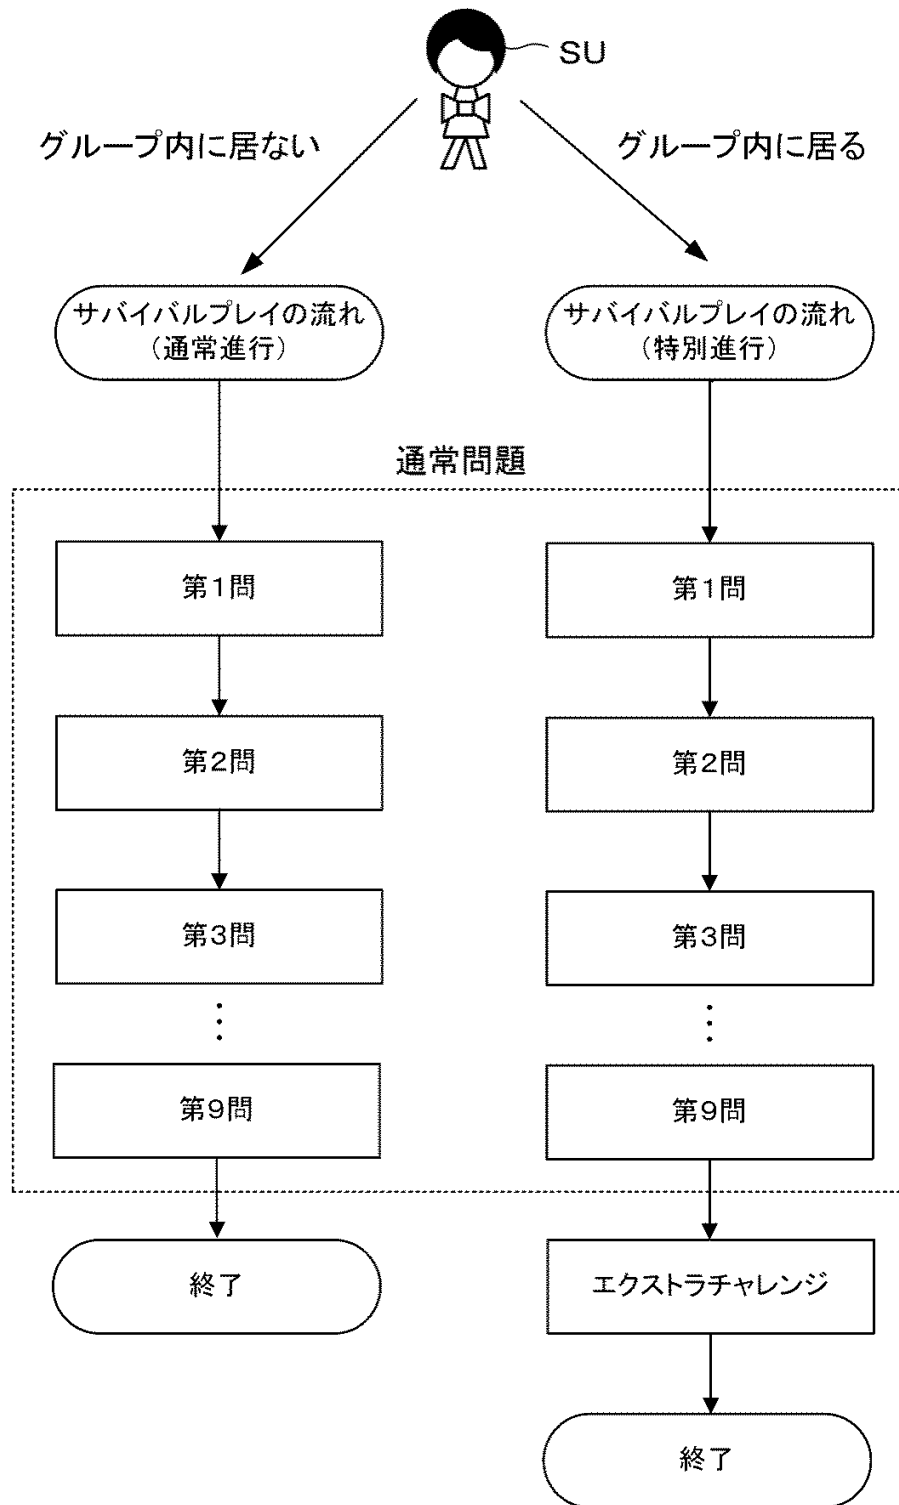 SU
グループ内に居ない
グループ内に居る
サバイバルプレイの流れ
（通常進行）
サバイバルプレイの流れ
（特別進行）
通常問題
第１問
第１問
第２問
第２問
第３問
第３問
第９問
第９問
終了
エクストラチャレンジ
終了